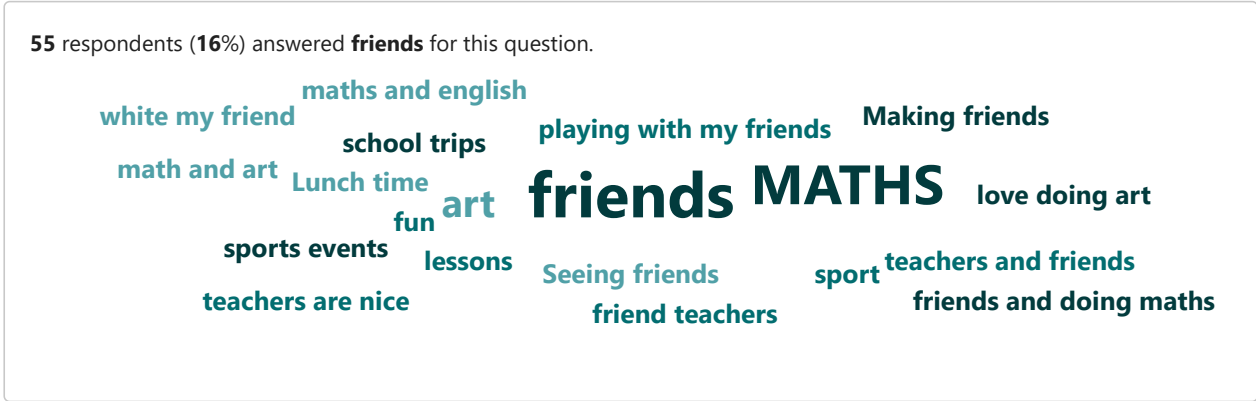 55 respondents (16%) answered friends for this question.
maths and english
white my friend
Making friends
playing with my friends
school trips
math and art
Lunch time
art
friends
MATHS
love doing art
fun
sports events
lessons
Seeing friends
sport
teachers and friends
teachers are nice
friend teachers
friends and doing maths